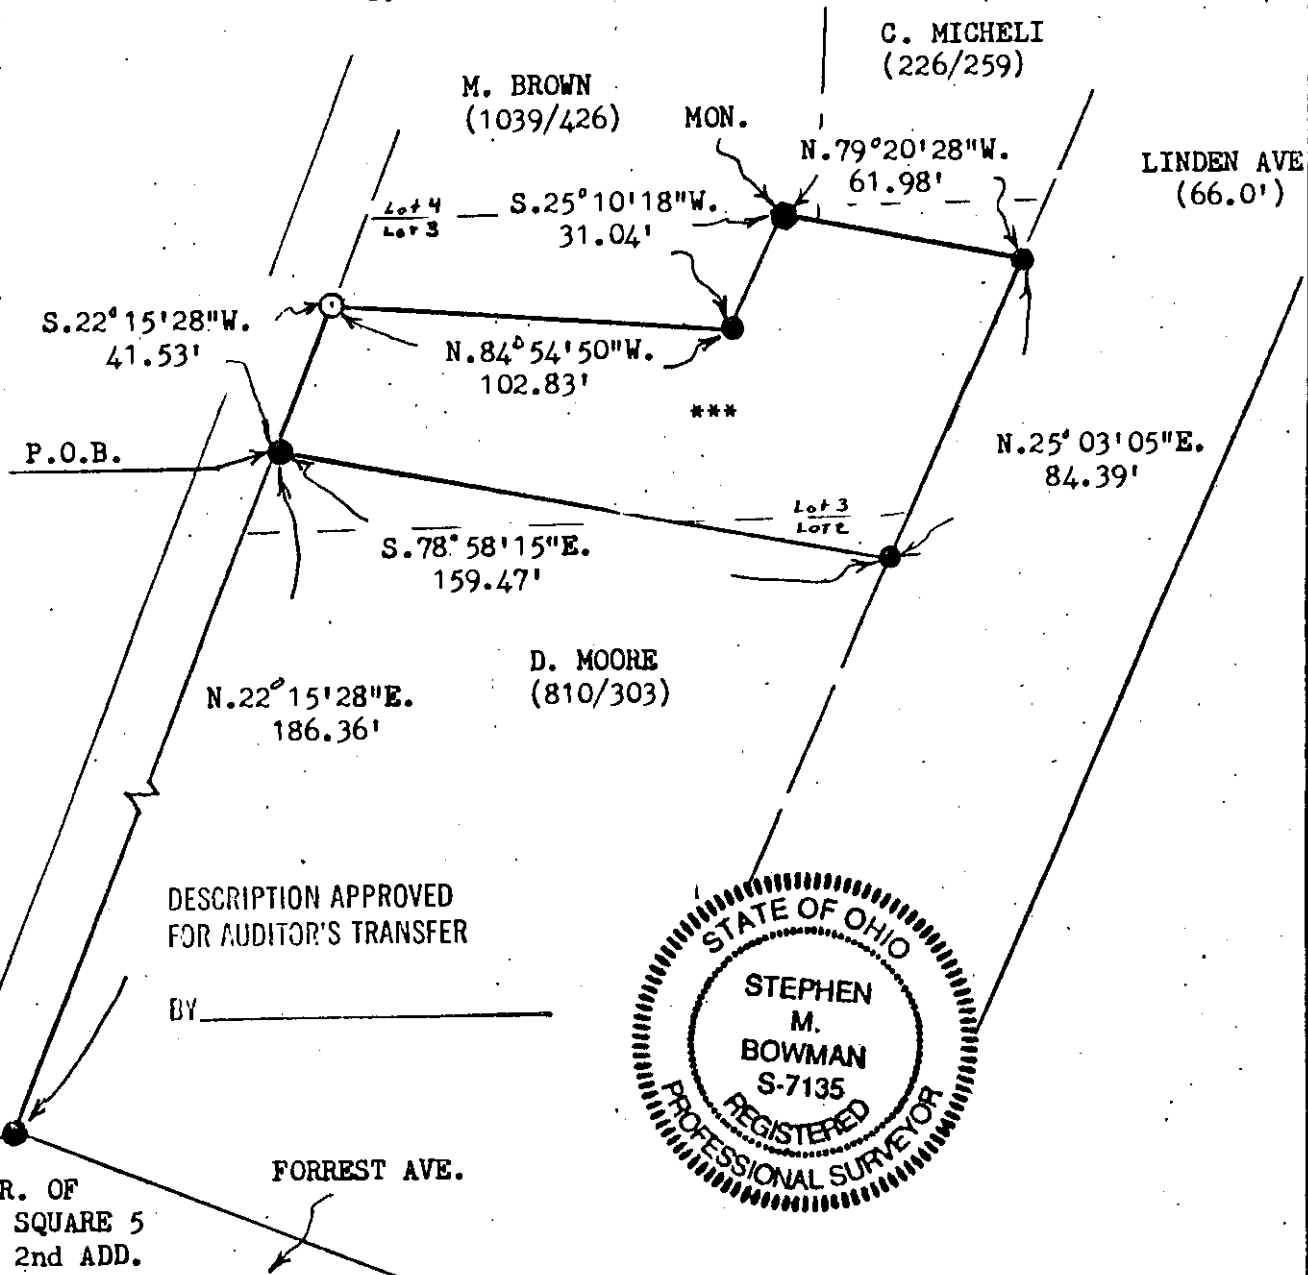 C. MICHELI
(226/259)
M. BROWN
(1039/426)
MON.
N.79°20'28"W.
61.98'
LINDEN AVE
(66.0')
Lot 4
Lot 3
S.25°10'18"W.
31.04'
S.22°15'28"W.
41.53'
N.84°54'50"W.
102.83'
***
P.O.B.
N.25°03'05"E.
84.39'
Lot 3
Lot 2
S.78°58'15"E.
159.47'
D. MOORE
(810/303)
N.22°15'28"E.
186.36'
DESCRIPTION APPROVED
FOR AUDITOR'S TRANSFER
BY
STATE OF OHIO
STEPHEN
M.
BOWMAN
S-7135
REGISTERED
PROFESSIONAL SURVEYOR
FORREST AVE.
R. OF
SQUARE 5
2nd ADD.